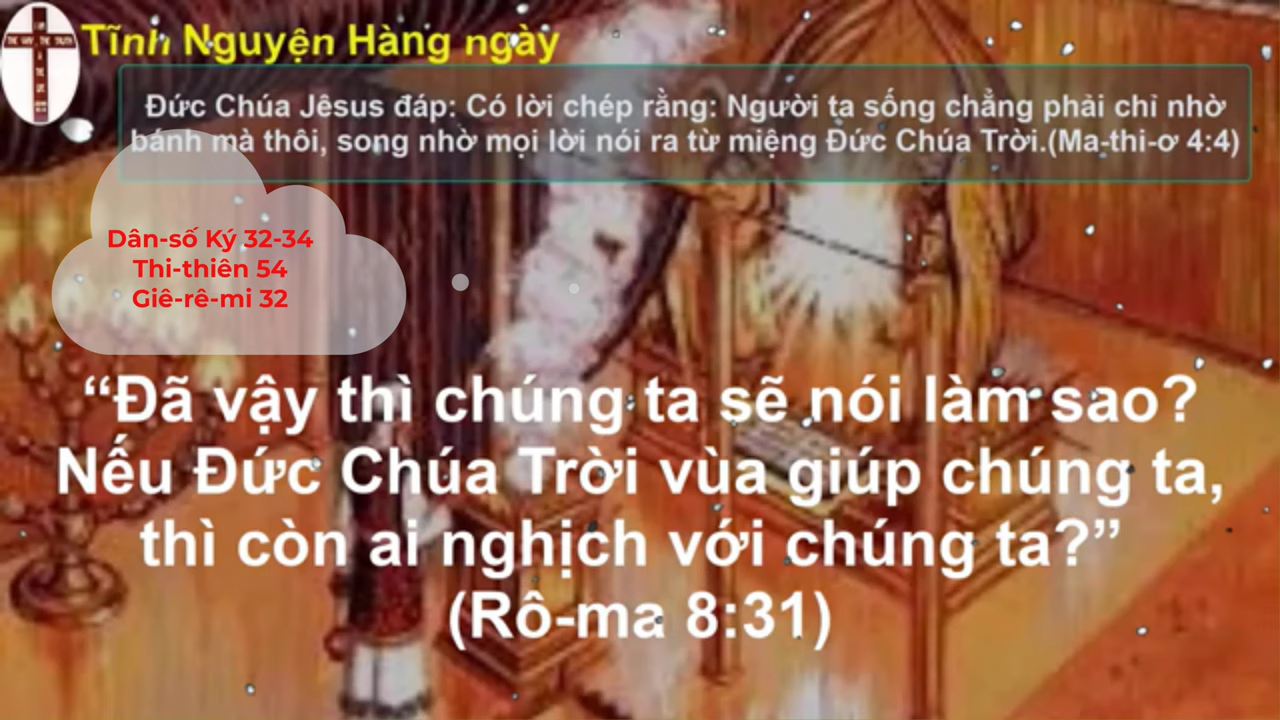 Tĩnh Nguyện Hàng ngày
Đức Chúa Jêsus đáp: Có lời chép rằng: Người ta sống chẳng phải chỉ nhờ
bánh mà thôi, song nhờ mọi lời nói ra từ miệng Đức Chúa Trời.(Ma-thi-ơ 4:4)
Dân-số Ký 32-34
Thi-thiên 54
Giê-rê-mi 32
“Đã vậy thì chúng ta sẽ nói làm sao?
Nếu Đức Chúa Trời vùa giúp chúng ta,
thì còn ai nghịch với chúng ta?”
(Rô-ma 8:31)